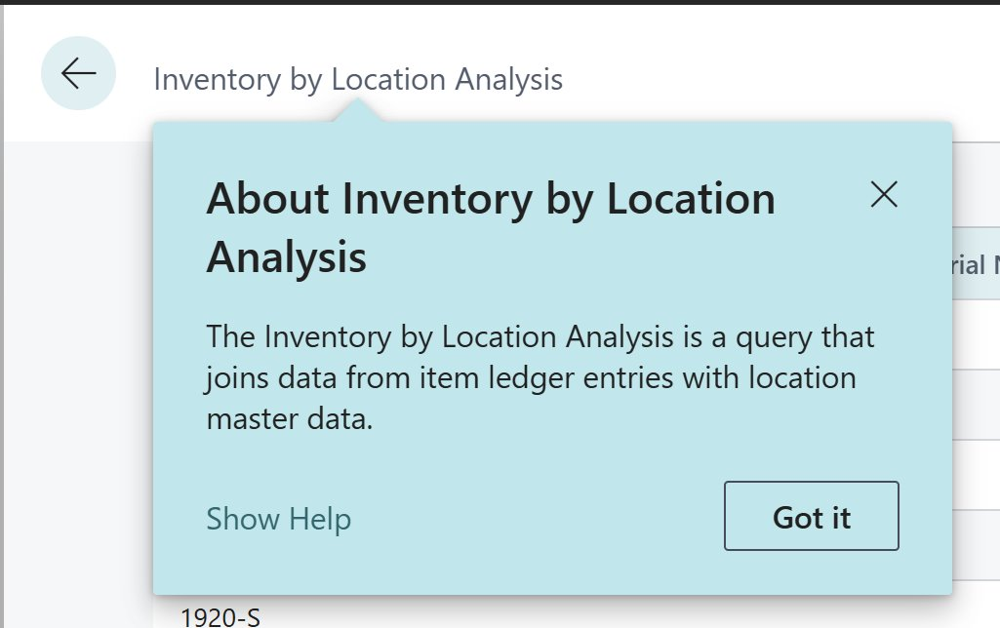 Inventory by Location Analysis
About Inventory by Location
Analysis
The Inventory by Location Analysis is a query that
joins data from item ledger entries with location
master data.
Show Help
Got it
1920-S